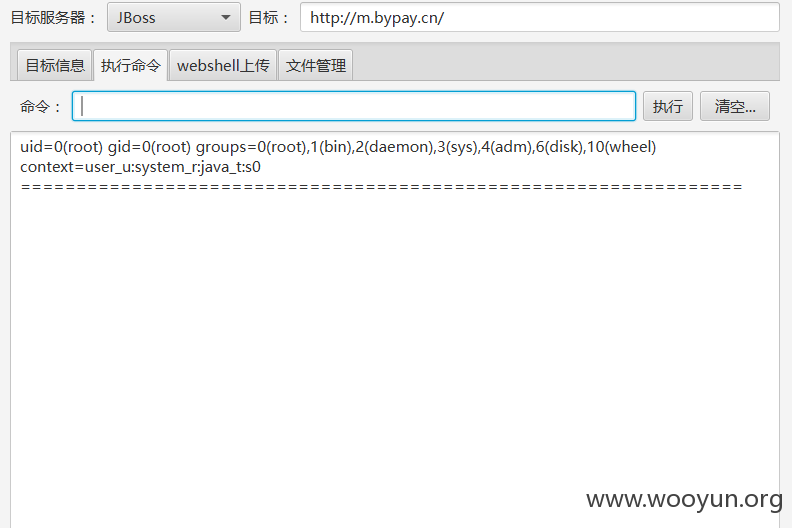 目标服务器： JBoss 目标： http://m.bypay.cn/
目标信息 执行命令 webshell上传 文件管理
命令： 执行 清空...
uid=0(root) gid=0(root) groups=0(root),1(bin),2(daemon),3(sys),4(adm),6(disk),10(wheel)
context=user_u:system_r:java_t:s0
=================================================================
www.wooyun.org